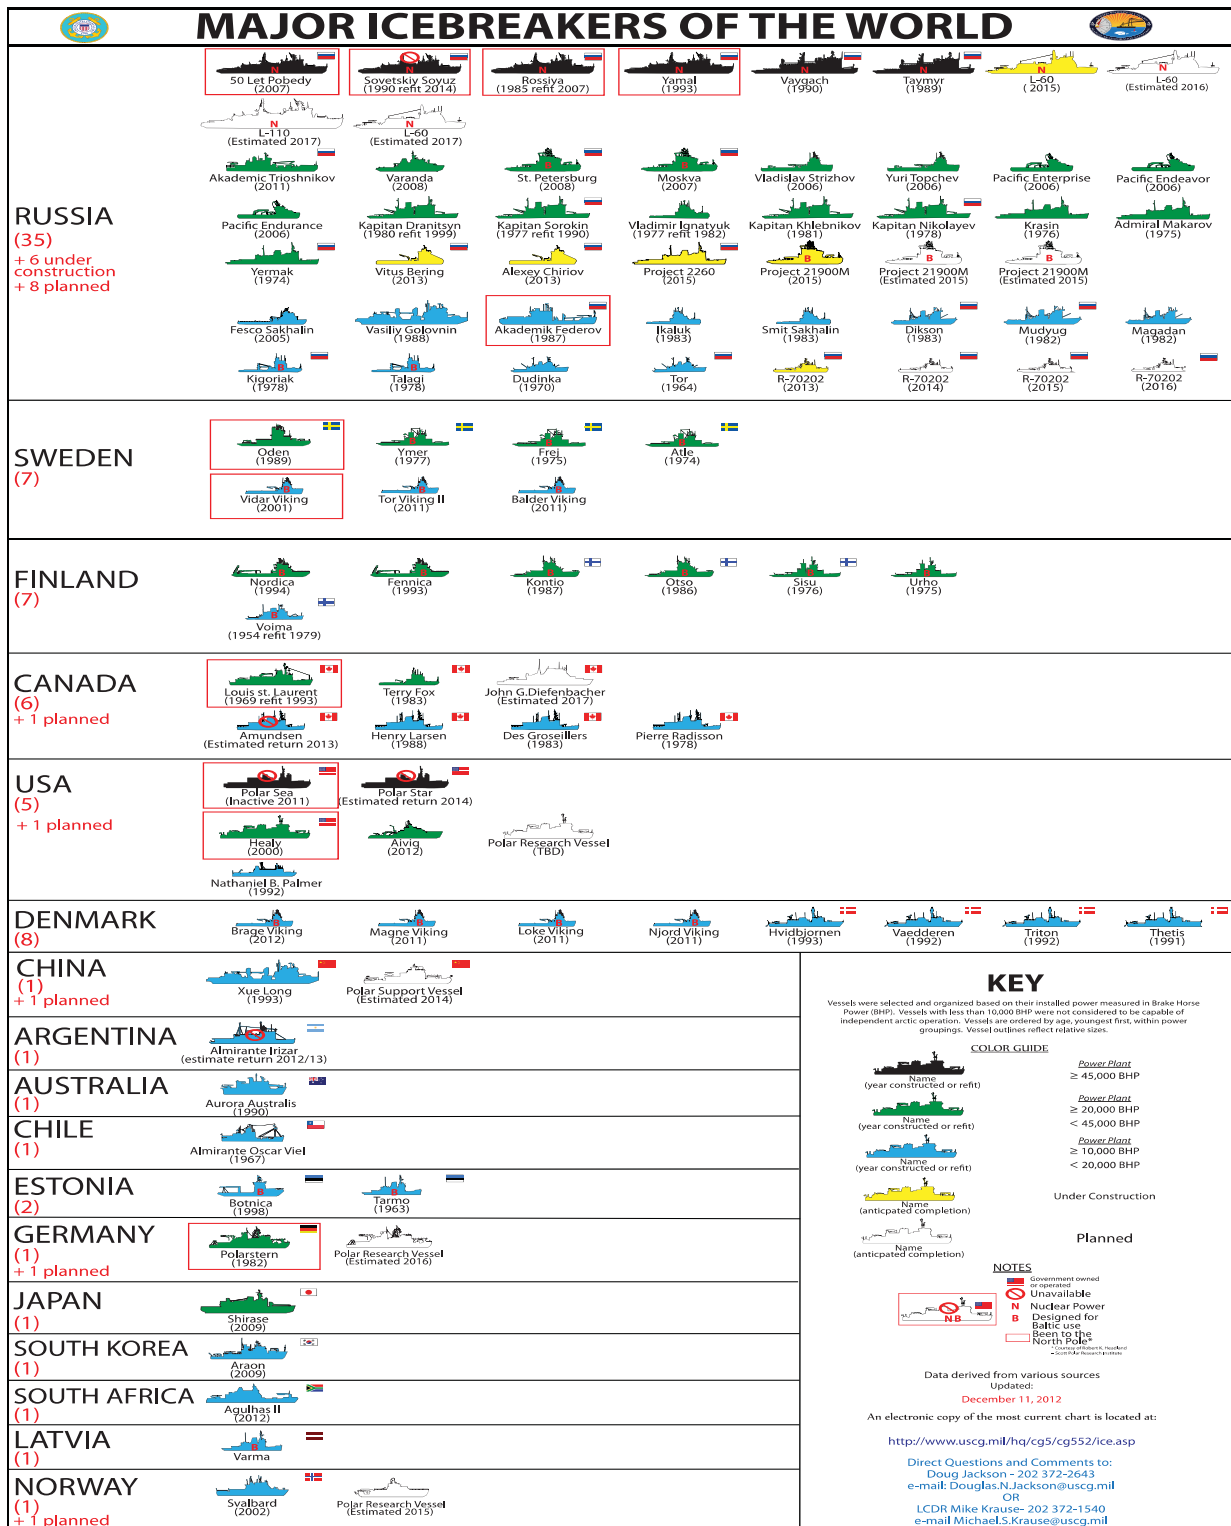 MAJOR ICEBREAKERS OF THE WORLD
RUSSIA
(35)
+ 6 under
construction
+ 8 planned
N
50 Let Pobedy
(2007)
N
Sovetskiy Soyuz
(1990 refit 2014)
N
Rossiya
(1985 refit 2007)
N
Yamal
(1993)
N
Vaygach
(1990)
N
Taymyr
(1989)
N
L-60
( 2015)
N
L-60
(Estimated 2016)
N
L-110
(Estimated 2017)
N
L-60
(Estimated 2017)
Akademic Trioshnikov
(2011)
Varanda
(2008)
B
St. Petersburg
(2008)
B
Moskva
(2007)
Vladislav Strizhov
(2006)
Yuri Topchev
(2006)
Pacific Enterprise
(2006)
Pacific Endeavor
(2006)
Pacific Endurance
(2006)
Kapitan Dranitsyn
(1980 refit 1999)
Kapitan Sorokin
(1977 refit 1990)
Vladimir Ignatyuk
(1977 refit 1982)
Kapitan Khlebnikov
(1981)
Kapitan Nikolayev
(1978)
Krasin
(1976)
Admiral Makarov
(1975)
Yermak
(1974)
Vitus Bering
(2013)
Alexey Chiriov
(2013)
Project 2260
(2015)
B
Project 21900M
(2015)
B
Project 21900M
(Estimated 2015)
B
Project 21900M
(Estimated 2015)
Fesco Sakhalin
(2005)
Vasiliy Golovnin
(1988)
Akademik Federov
(1987)
Ikaluk
(1983)
Smit Sakhalin
(1983)
Dikson
(1983)
Mudyug
(1982)
Magadan
(1982)
B
Kigoriak
(1978)
B
Talagi
(1978)
Dudinka
(1970)
Tor
(1964)
R-70202
(2013)
R-70202
(2014)
R-70202
(2015)
R-70202
(2016)
SWEDEN
(7)
Oden
(1989)
N
Ymer
(1977)
N
Frej
(1975)
N
Atle
(1974)
B
Vidar Viking
(2001)
B
Tor Viking II
(2011)
B
Balder Viking
(2011)
FINLAND
(7)
B
Nordica
(1994)
B
Fennica
(1993)
B
Kontio
(1987)
B
Otso
(1986)
N
Sisu
(1976)
B
Urho
(1975)
B
Voima
(1954 refit 1979)
CANADA
(6)
+ 1 planned
Louis st. Laurent
(1969 refit 1993)
Terry Fox
(1983)
John G.Diefenbacher
(Estimated 2017)
Amundsen
(Estimated return 2013)
Henry Larsen
(1988)
Des Groseillers
(1983)
Pierre Radisson
(1978)
USA
(5)
+ 1 planned
Polar Sea
(Inactive 2011)
Polar Star
(Estimated return 2014)
Healy
(2000)
Aiviq
(2012)
Polar Research Vessel
(TBD)
Nathaniel B. Palmer
(1992)
DENMARK
(8)
B
Brage Viking
(2012)
B
Magne Viking
(2011)
B
Loke Viking
(2011)
B
Njord Viking
(2011)
Hvidbjornen
(1993)
Vaedderen
(1992)
Triton
(1992)
Thetis
(1991)
CHINA
(1)
+ 1 planned
Xue Long
(1993)
Polar Support Vessel
(Estimated 2014)
ARGENTINA
(1)
Almirante Irizar
(estimate return 2012/13)
AUSTRALIA
(1)
Aurora Australis
(1990)
CHILE
(1)
Almirante Oscar Viel
(1967)
ESTONIA
(2)
B
Botnica
(1998)
B
Tarmo
(1963)
GERMANY
(1)
+ 1 planned
Polarstern
(1982)
Polar Research Vessel
(Estimated 2016)
JAPAN
(1)
Shirase
(2009)
SOUTH KOREA
(1)
Araon
(2009)
SOUTH AFRICA
(1)
Agulhas II
(2012)
LATVIA
(1)
B
Varma
NORWAY
(1)
+ 1 planned
Svalbard
(2002)
Polar Research Vessel
(Estimated 2015)
KEY
Vessels were selected and organized based on their installed power measured in Brake Horse
Power (BHP). Vessels with less than 10,000 BHP were not considered to be capable of
independent arctic operation. Vessels are ordered by age, youngest first, within power
groupings. Vessel outlines reflect relative sizes.
COLOR GUIDE
Name
(year constructed or refit)
Power Plant
≥ 45,000 BHP
Name
(year constructed or refit)
Power Plant
≥ 20,000 BHP
< 45,000 BHP
Name
(year constructed or refit)
Power Plant
≥ 10,000 BHP
< 20,000 BHP
Name
(anticpated completion)
Under Construction
Name
(anticpated completion)
Planned
NOTES
N B
Government owned
or operated
Unavailable
N Nuclear Power
B Designed for
Baltic use
Been to the
North Pole*
* Courtesy of Robert K. Headland
– Scott Polar Research Institute
Data derived from various sources
Updated:
December 11, 2012
An electronic copy of the most current chart is located at:
http://www.uscg.mil/hq/cg5/cg552/ice.asp
Direct Questions and Comments to:
Doug Jackson - 202 372-2643
e-mail: Douglas.N.Jackson@uscg.mil
OR
LCDR Mike Krause- 202 372-1540
e-mail Michael.S.Krause@uscg.mil